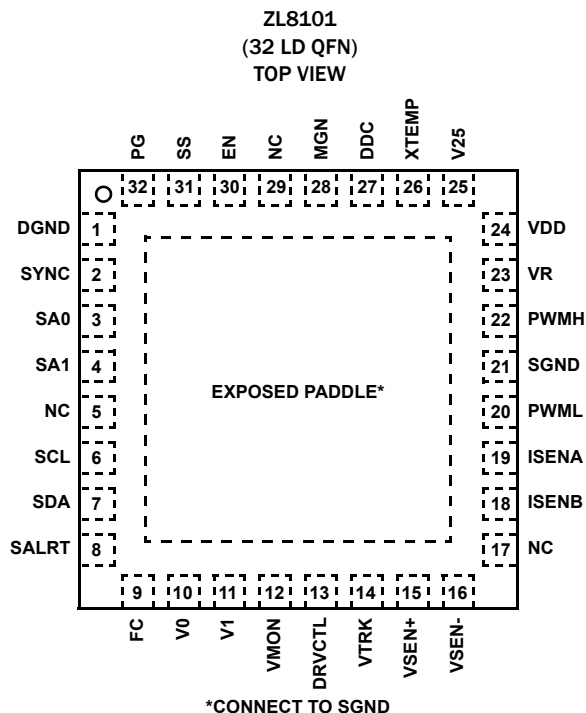 ZL8101
(32 LD QFN)
TOP VIEW
PG SS EN NC MGN DDC XTEMP V25
32 31 30 29 28 27 26 25
DGND 1 24 VDD
SYNC 2 23 VR
SA0 3 22 PWMH
SA1 4 21 SGND
EXPOSED PADDLE*
NC 5 20 PWML
SCL 6 19 ISENA
SDA 7 18 ISENB
SALRT 8 17 NC
9 10 11 12 13 14 15 16
FC V0 V1 VMON DRVCTL VTRK VSEN+ VSEN-
*CONNECT TO SGND